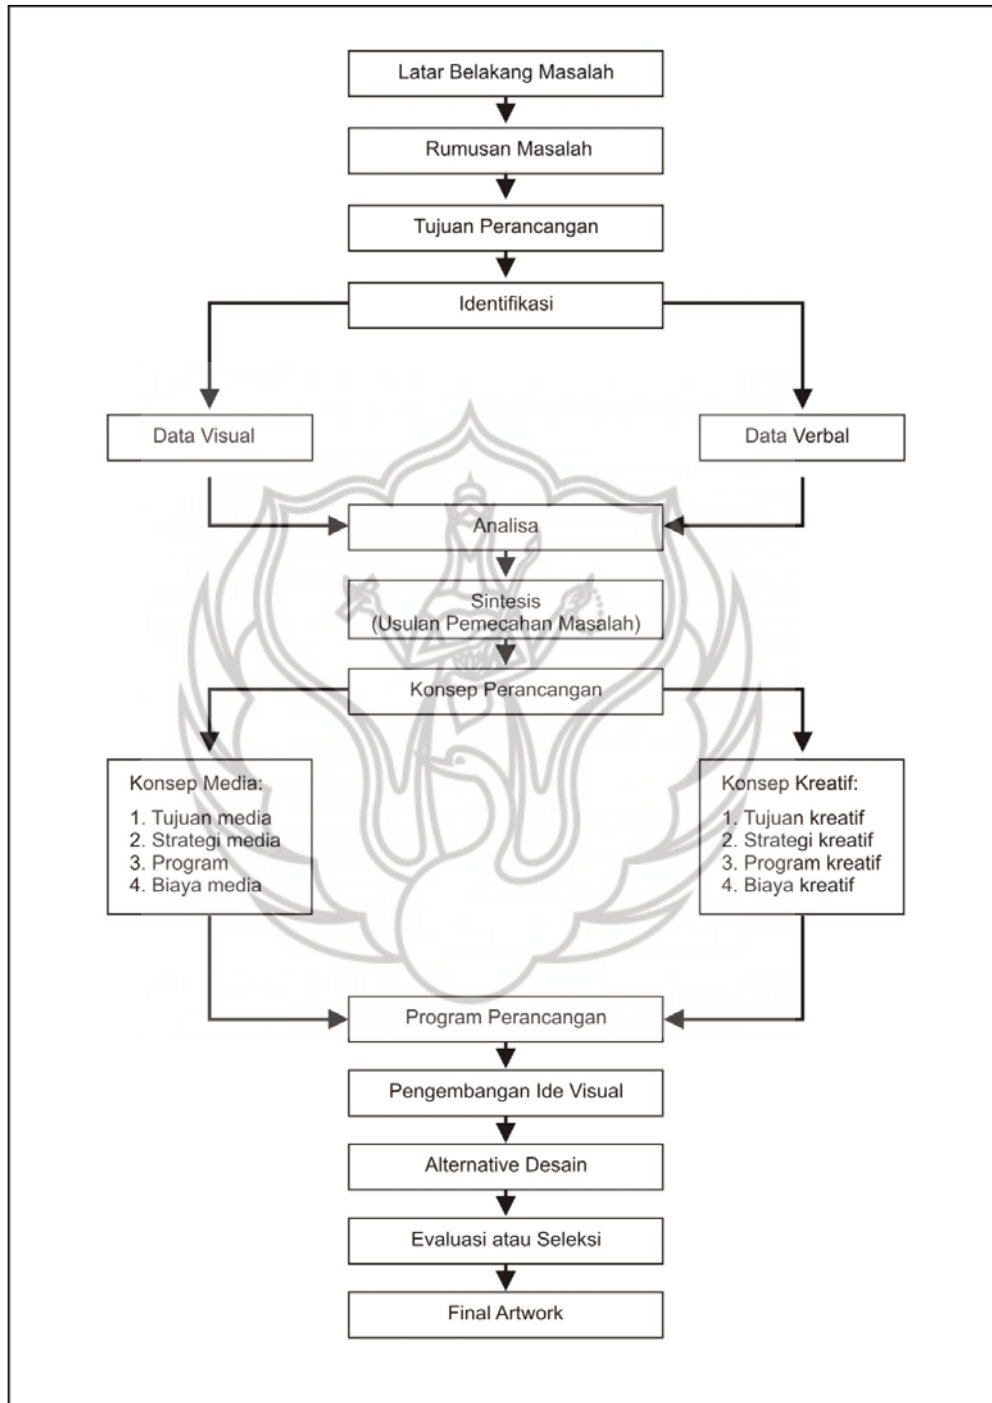 Latar Belakang Masalah
Rumusan Masalah
Tujuan Perancangan
Identifikasi
Data Visual
Data Verbal
Analisa
Sintesis
(Usulan Pemecahan Masalah)
Konsep Perancangan
Konsep Media:
1. Tujuan media
2. Strategi media
3. Program
4. Biaya media
Konsep Kreatif:
1. Tujuan kreatif
2. Strategi kreatif
3. Program kreatif
4. Biaya kreatif
Program Perancangan
Pengembangan Ide Visual
Alternative Desain
Evaluasi atau Seleksi
Final Artwork